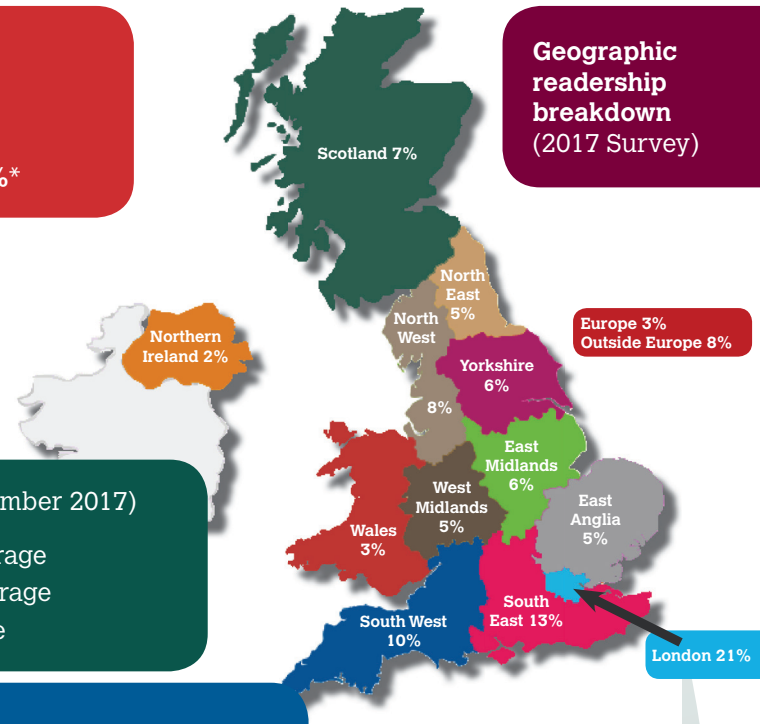 %*
Geographic
readership
breakdown
(2017 Survey)
Scotland 7%
North
East
5%
North
West
8%
Northern
Ireland 2%
Europe 3%
Outside Europe 8%
Yorkshire
6%
East
Midlands
6%
West
Midlands
5%
East
Anglia
5%
Wales
3%
mber 2017)
rage
rage
e
South
East 13%
South West
10%
London 21%